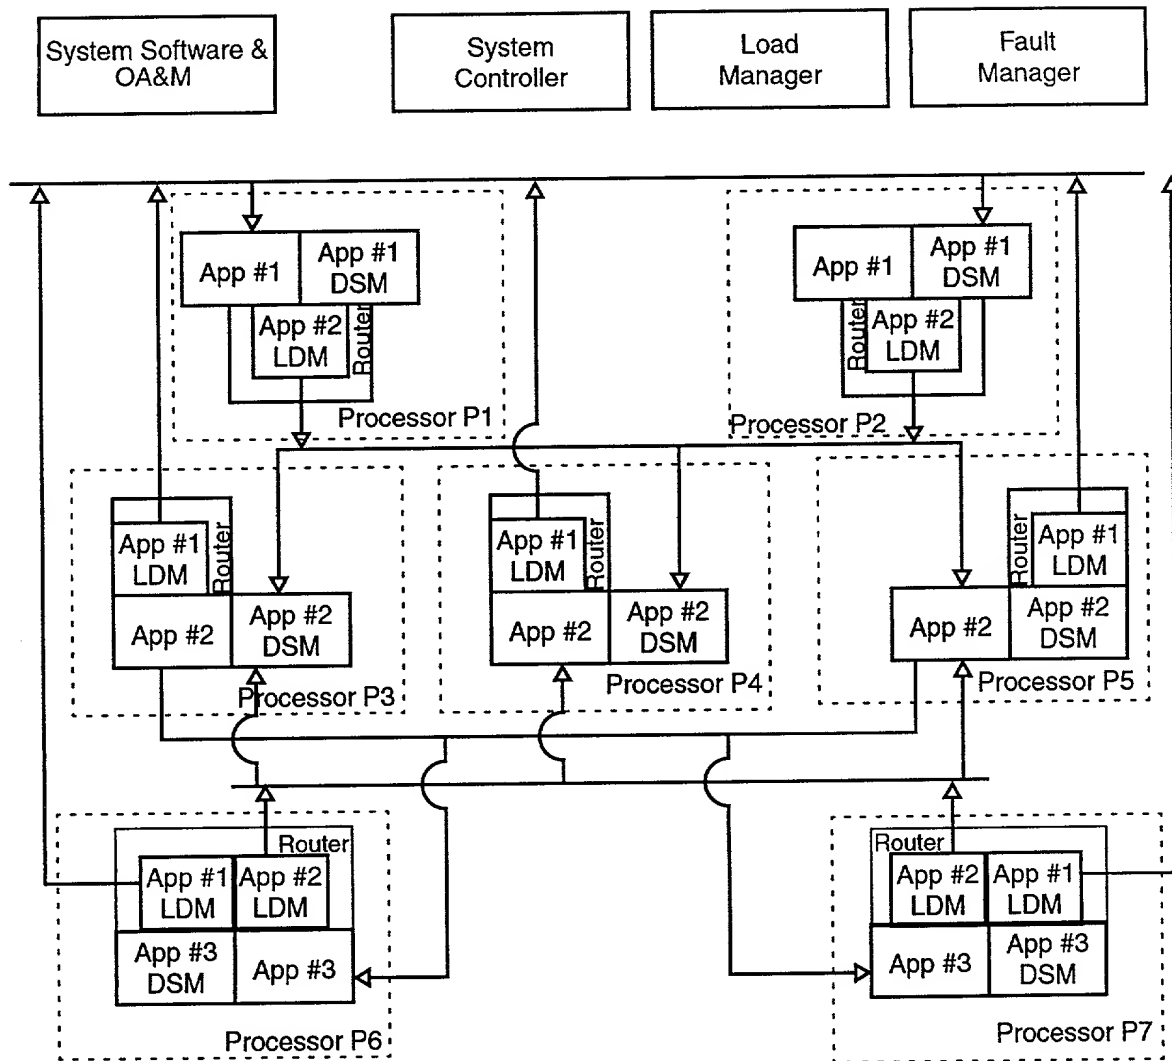 System Software &
OA&M
System
Controller
Load
Manager
Fault
Manager
App #1
App #1
DSM
App #2
LDM
Router
Processor P1
App #1
App #1
DSM
Router
App #2
LDM
Processor P2
App #1
LDM
Router
App #2
App #2
DSM
Processor P3
App #1
LDM
Router
App #2
App #2
DSM
Processor P4
Router
App #1
LDM
App #2
App #2
DSM
Processor P5
Router
App #1
LDM
App #2
LDM
App #3
DSM
App #3
Processor P6
Router
App #2
LDM
App #1
LDM
App #3
App #3
DSM
Processor P7